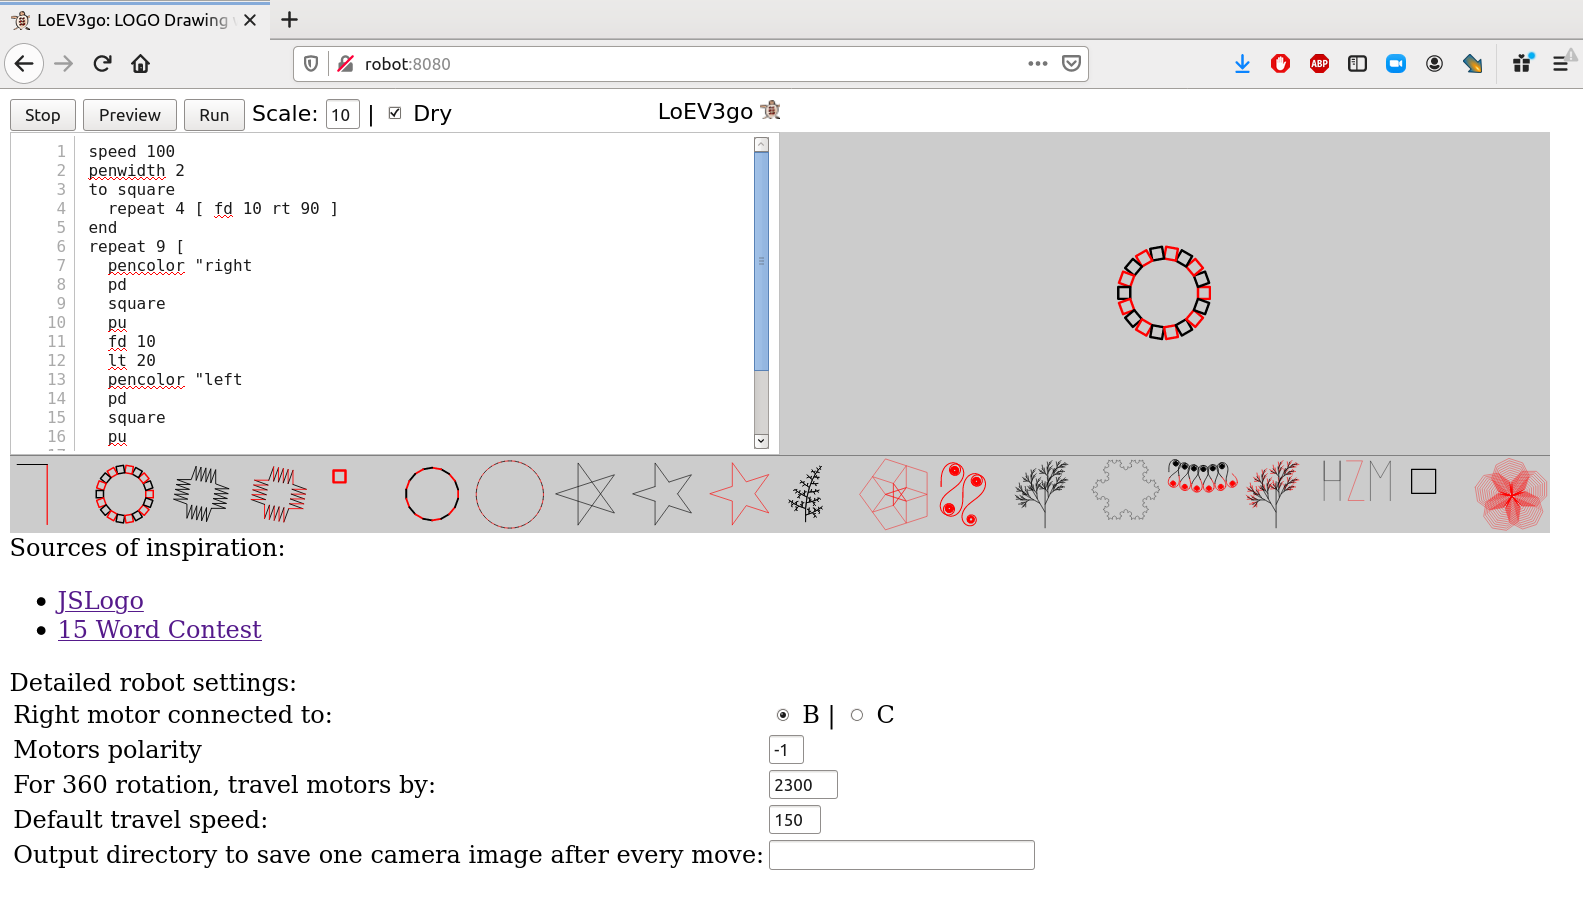 LoEV3go: LOGO Drawing
robot:8080
ABP
Stop Preview Run Scale: 10 | Dry LoEV3go
1 speed 100
2 penwidth 2
3 to square
4 repeat 4 [ fd 10 rt 90 ]
5 end
6 repeat 9 [
7 pencolor "right
8 pd
9 square
10 pu
11 fd 10
12 lt 20
13 pencolor "left
14 pd
15 square
16 pu
HZM
Sources of inspiration:
• JSLogo
• 15 Word Contest
Detailed robot settings:
Right motor connected to: B | C
Motors polarity -1
For 360 rotation, travel motors by: 2300
Default travel speed: 150
Output directory to save one camera image after every move: